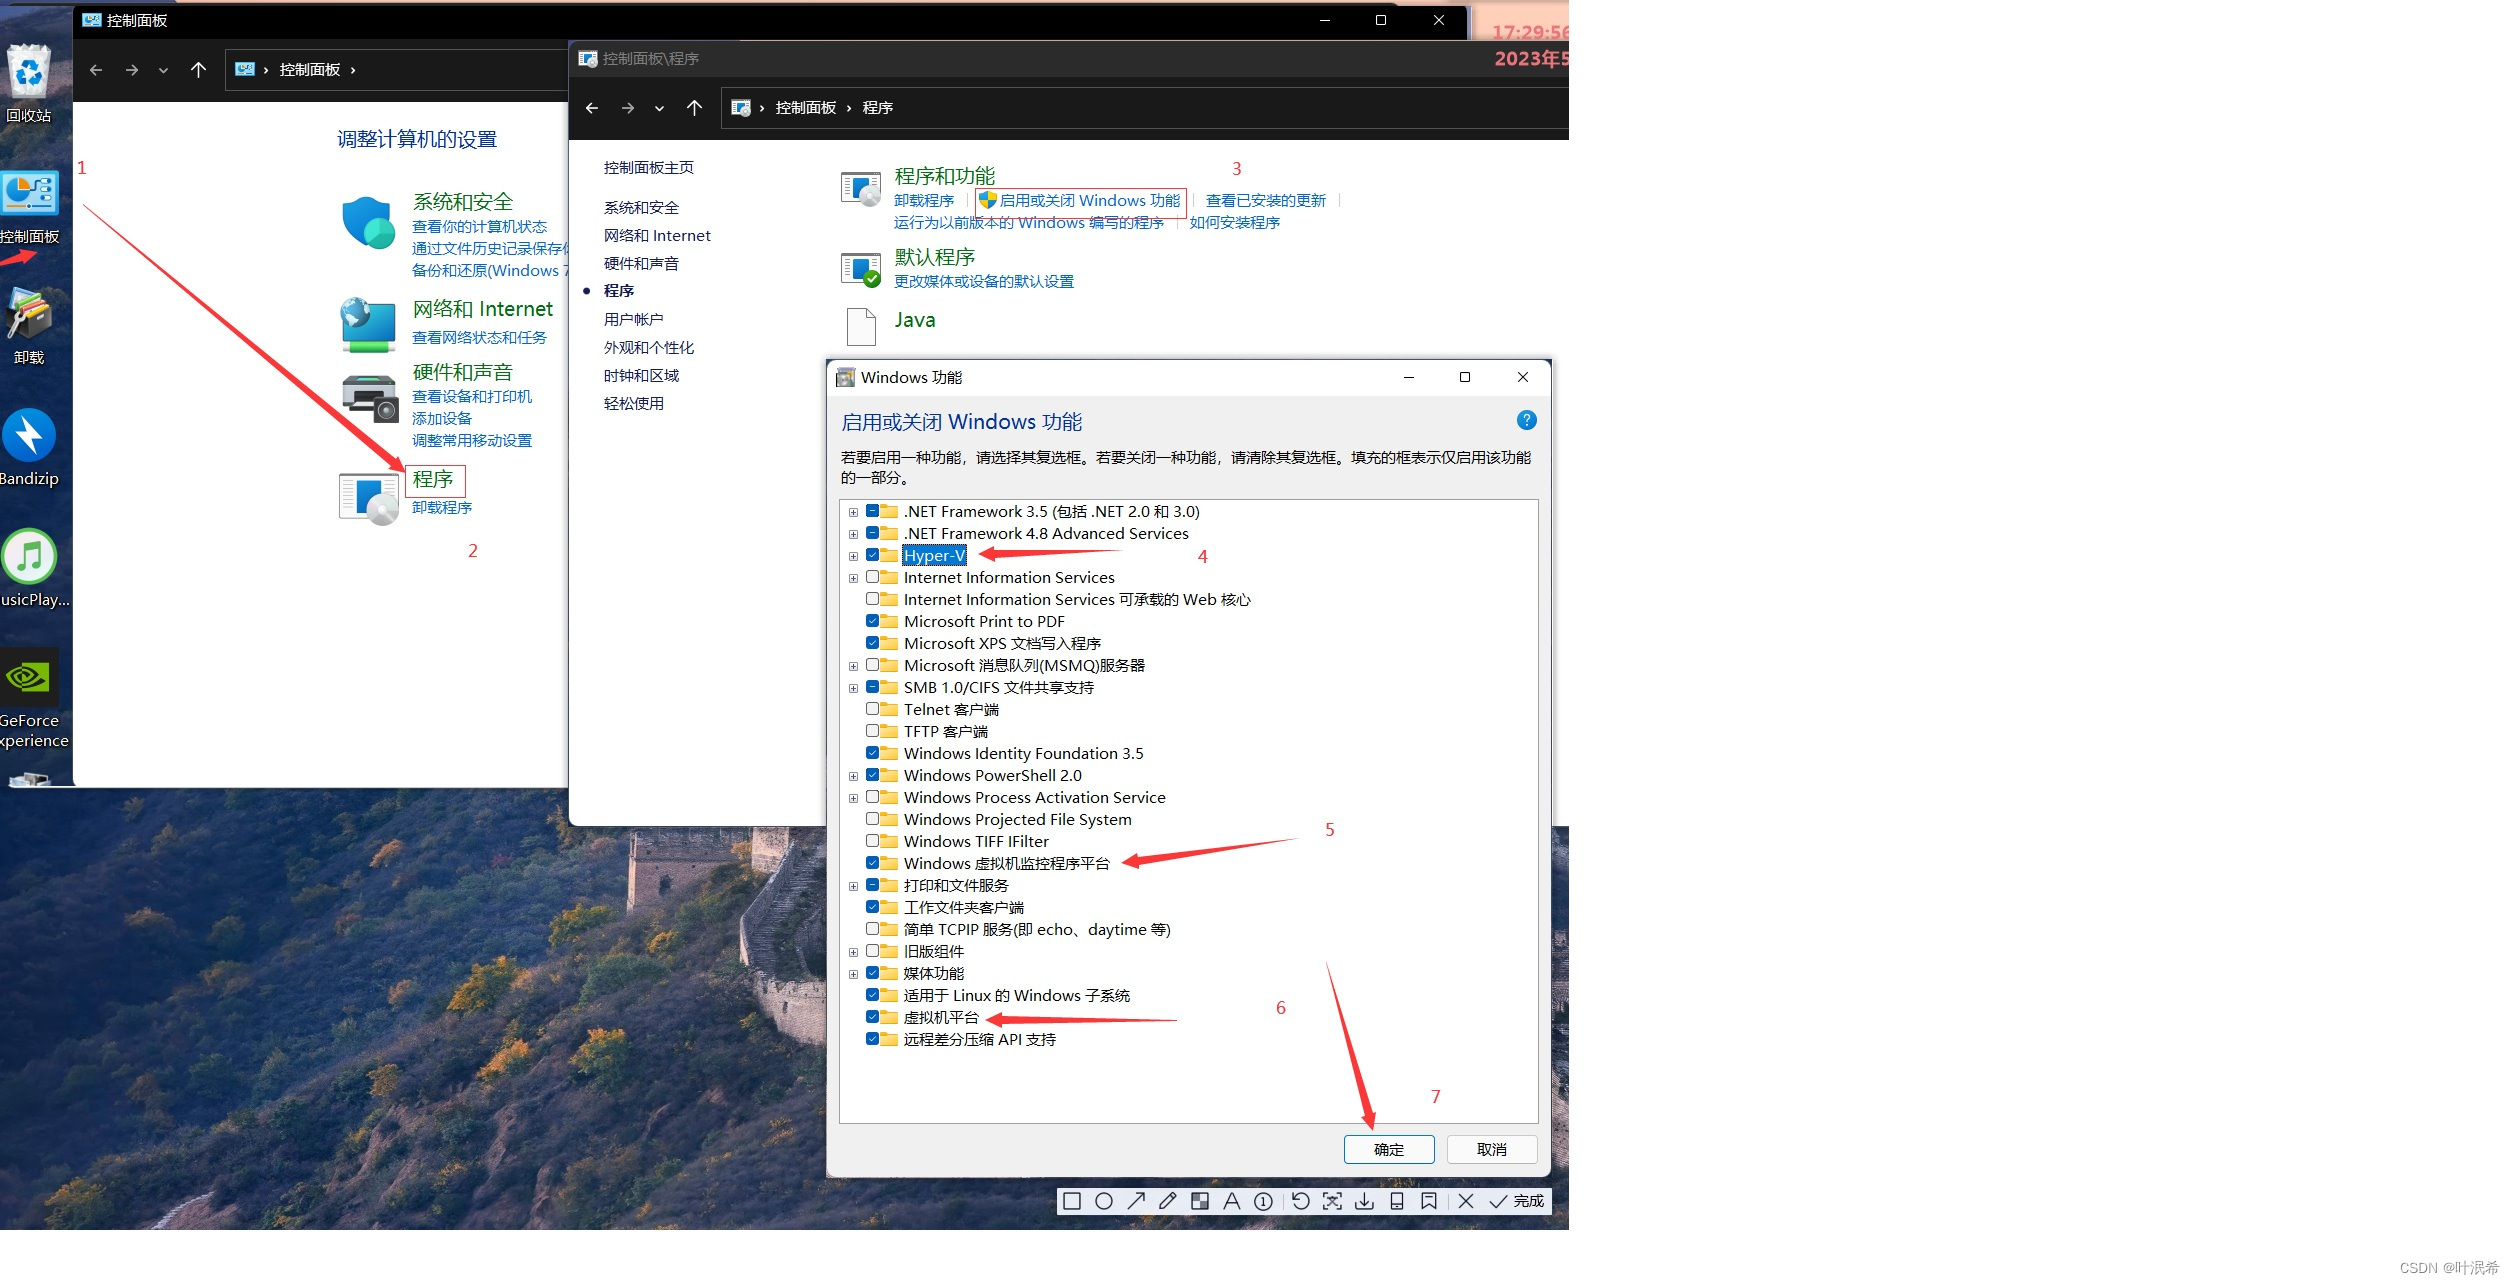 控制面板
17:29:56
控制面板\程序
2023年5
控制面板
控制面板 程序
回收站
控制面板
卸载
Bandizip
usicPlay...
GeForce
xperience
1
调整计算机的设置
系统和安全
查看你的计算机状态
通过文件历史记录保存
备份和还原(Windows 7
网络和 Internet
查看网络状态和任务
硬件和声音
查看设备和打印机
添加设备
调整常用移动设置
程序
卸载程序
2
控制面板主页
系统和安全
网络和 Internet
硬件和声音
程序
用户帐户
外观和个性化
时钟和区域
轻松使用
3
程序和功能
卸载程序 启用或关闭 Windows 功能 查看已安装的更新
运行为以前版本的 Windows 编写的程序 如何安装程序
默认程序
更改媒体或设备的默认设置
Java
Windows 功能
启用或关闭 Windows 功能
若要启用一种功能，请选择其复选框。若要关闭一种功能，请清除其复选框。填充的框表示仅启用该功能
的一部分。
.NET Framework 3.5 (包括 .NET 2.0 和 3.0)
.NET Framework 4.8 Advanced Services
Hyper-V
4
Internet Information Services
Internet Information Services 可承载的 Web 核心
Microsoft Print to PDF
Microsoft XPS 文档写入程序
Microsoft 消息队列(MSMQ)服务器
SMB 1.0/CIFS 文件共享支持
Telnet 客户端
TFTP 客户端
Windows Identity Foundation 3.5
Windows PowerShell 2.0
Windows Process Activation Service
Windows Projected File System
Windows TIFF IFilter
5
Windows 虚拟机监控程序平台
打印和文件服务
工作文件夹客户端
简单 TCPIP 服务(即 echo、daytime 等)
旧版组件
媒体功能
适用于 Linux 的 Windows 子系统
6
虚拟机平台
远程差分压缩 API 支持
7
确定 取消
完成
CSDN @叶泯希